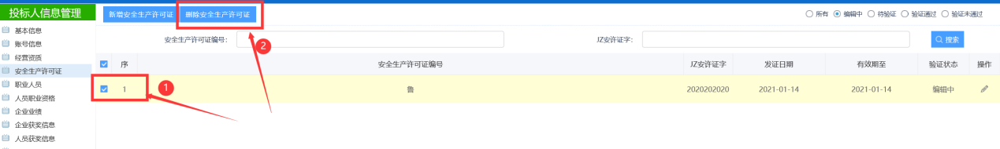 投标人信息管理
新增安全生产许可证 删除安全生产许可证
所有 编辑中 待验证 验证通过 验证未通过
基本信息
账号信息
经营资质
安全生产许可证
职业人员
人员职业资格
企业业绩
企业获奖信息
人员获奖信息
安全生产许可证编号: JZ安许证字: 搜索
序 安全生产许可证编号 JZ安许证字 发证日期 有效期至 验证状态 操作
1 鲁 2020202020 2021-01-14 2021-01-14 编辑中
1
2